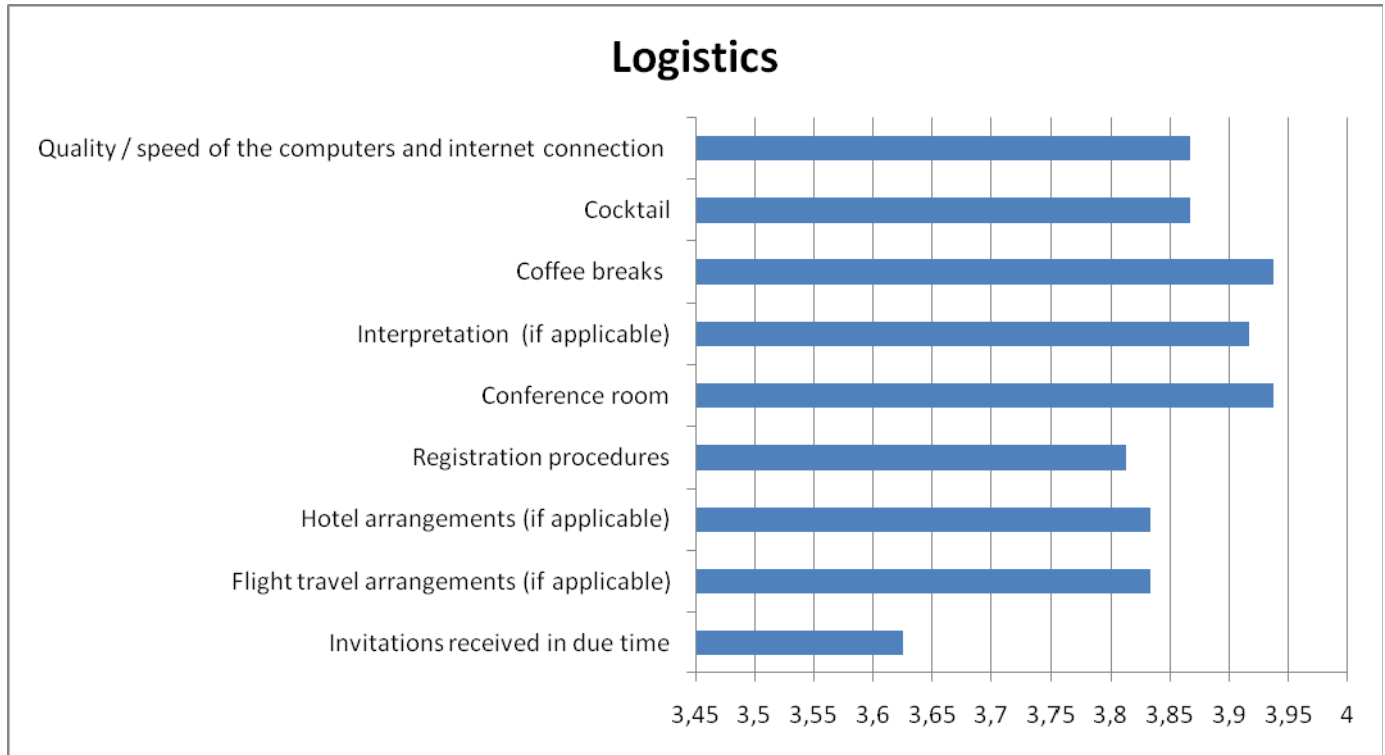 Logistics
Quality / speed of the computers and internet connection
Cocktail
Coffee breaks
Interpretation  (if applicable)
Conference room
Registration procedures
Hotel arrangements (if applicable)
Flight travel arrangements (if applicable)
Invitations received in due time
3,45 3,5 3,55 3,6 3,65 3,7 3,75 3,8 3,85 3,9 3,95 4